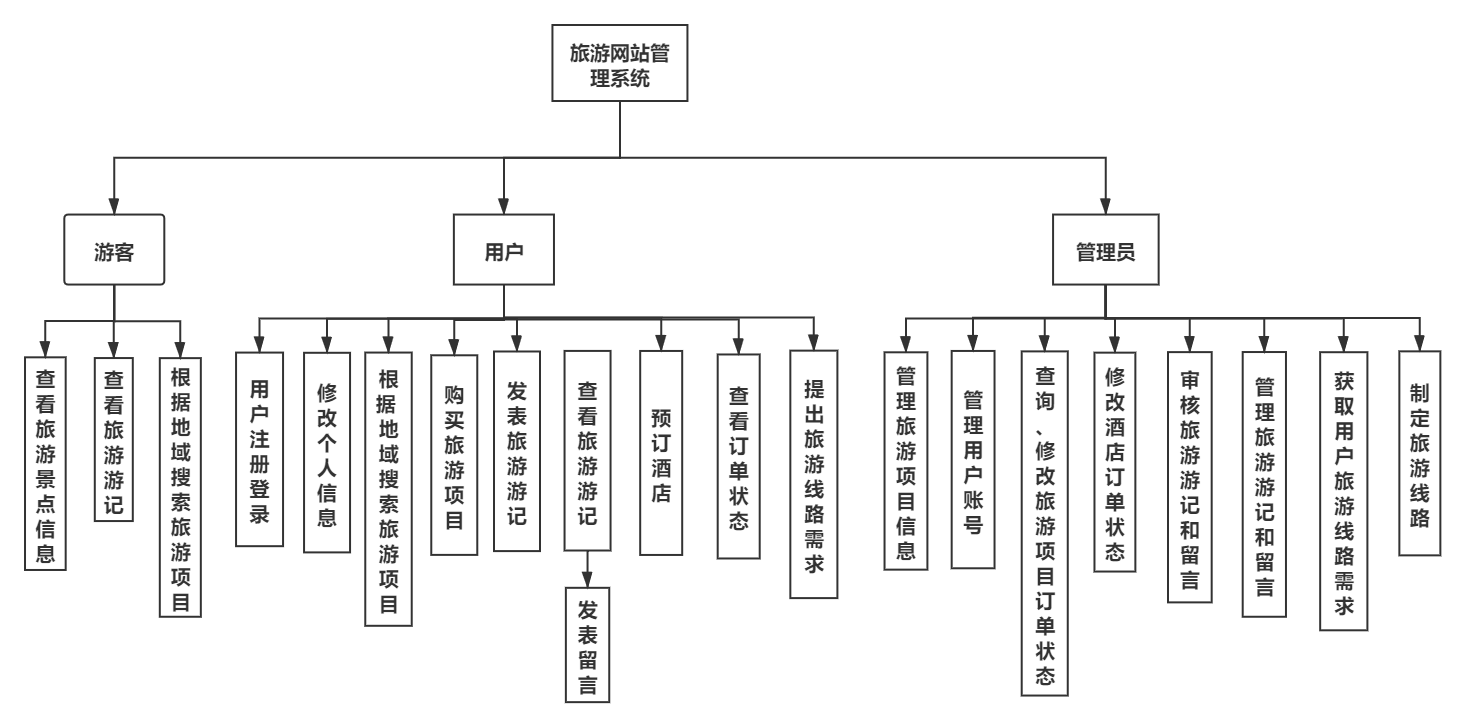 旅游网站管
理系统
游客
用户
管理员
查看旅游景点信息
查看旅游游记
根据地域搜索旅游项目
用户注册登录
修改个人信息
根据地域搜索旅游项目
购买旅游项目
发表旅游游记
查看旅游游记
预订酒店
查看订单状态
提出旅游线路需求
管理旅游项目信息
管理用户账号
查询、修改旅游项目订单状态
修改酒店订单状态
审核旅游游记和留言
管理旅游游记和留言
获取用户旅游线路需求
制定旅游线路
发表留言